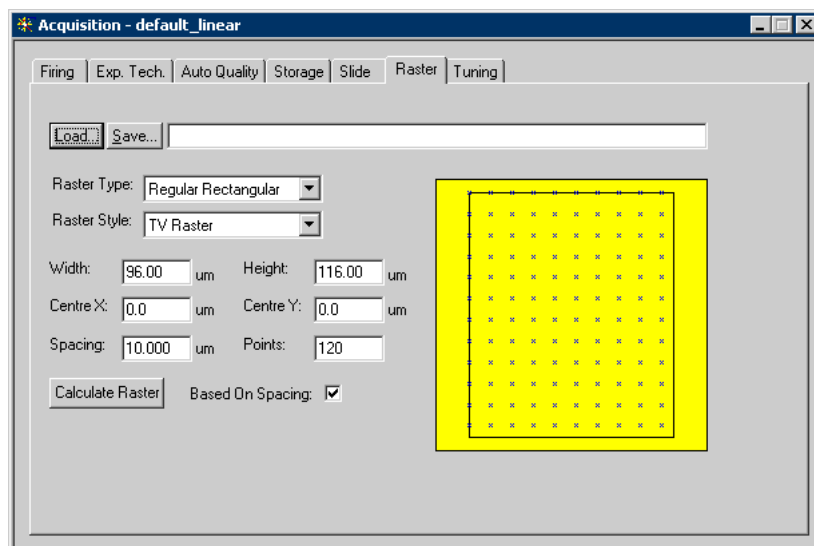 Acquisition - default_linear
Firing Exp. Tech. Auto Quality Storage Slide Raster Tuning
Load... Save...
Raster Type: Regular Rectangular
Raster Style: TV Raster
Width: 96.00 um Height: 116.00 um
Centre X: 0.0 um Centre Y: 0.0 um
Spacing: 10.000 um Points: 120
Calculate Raster Based On Spacing: